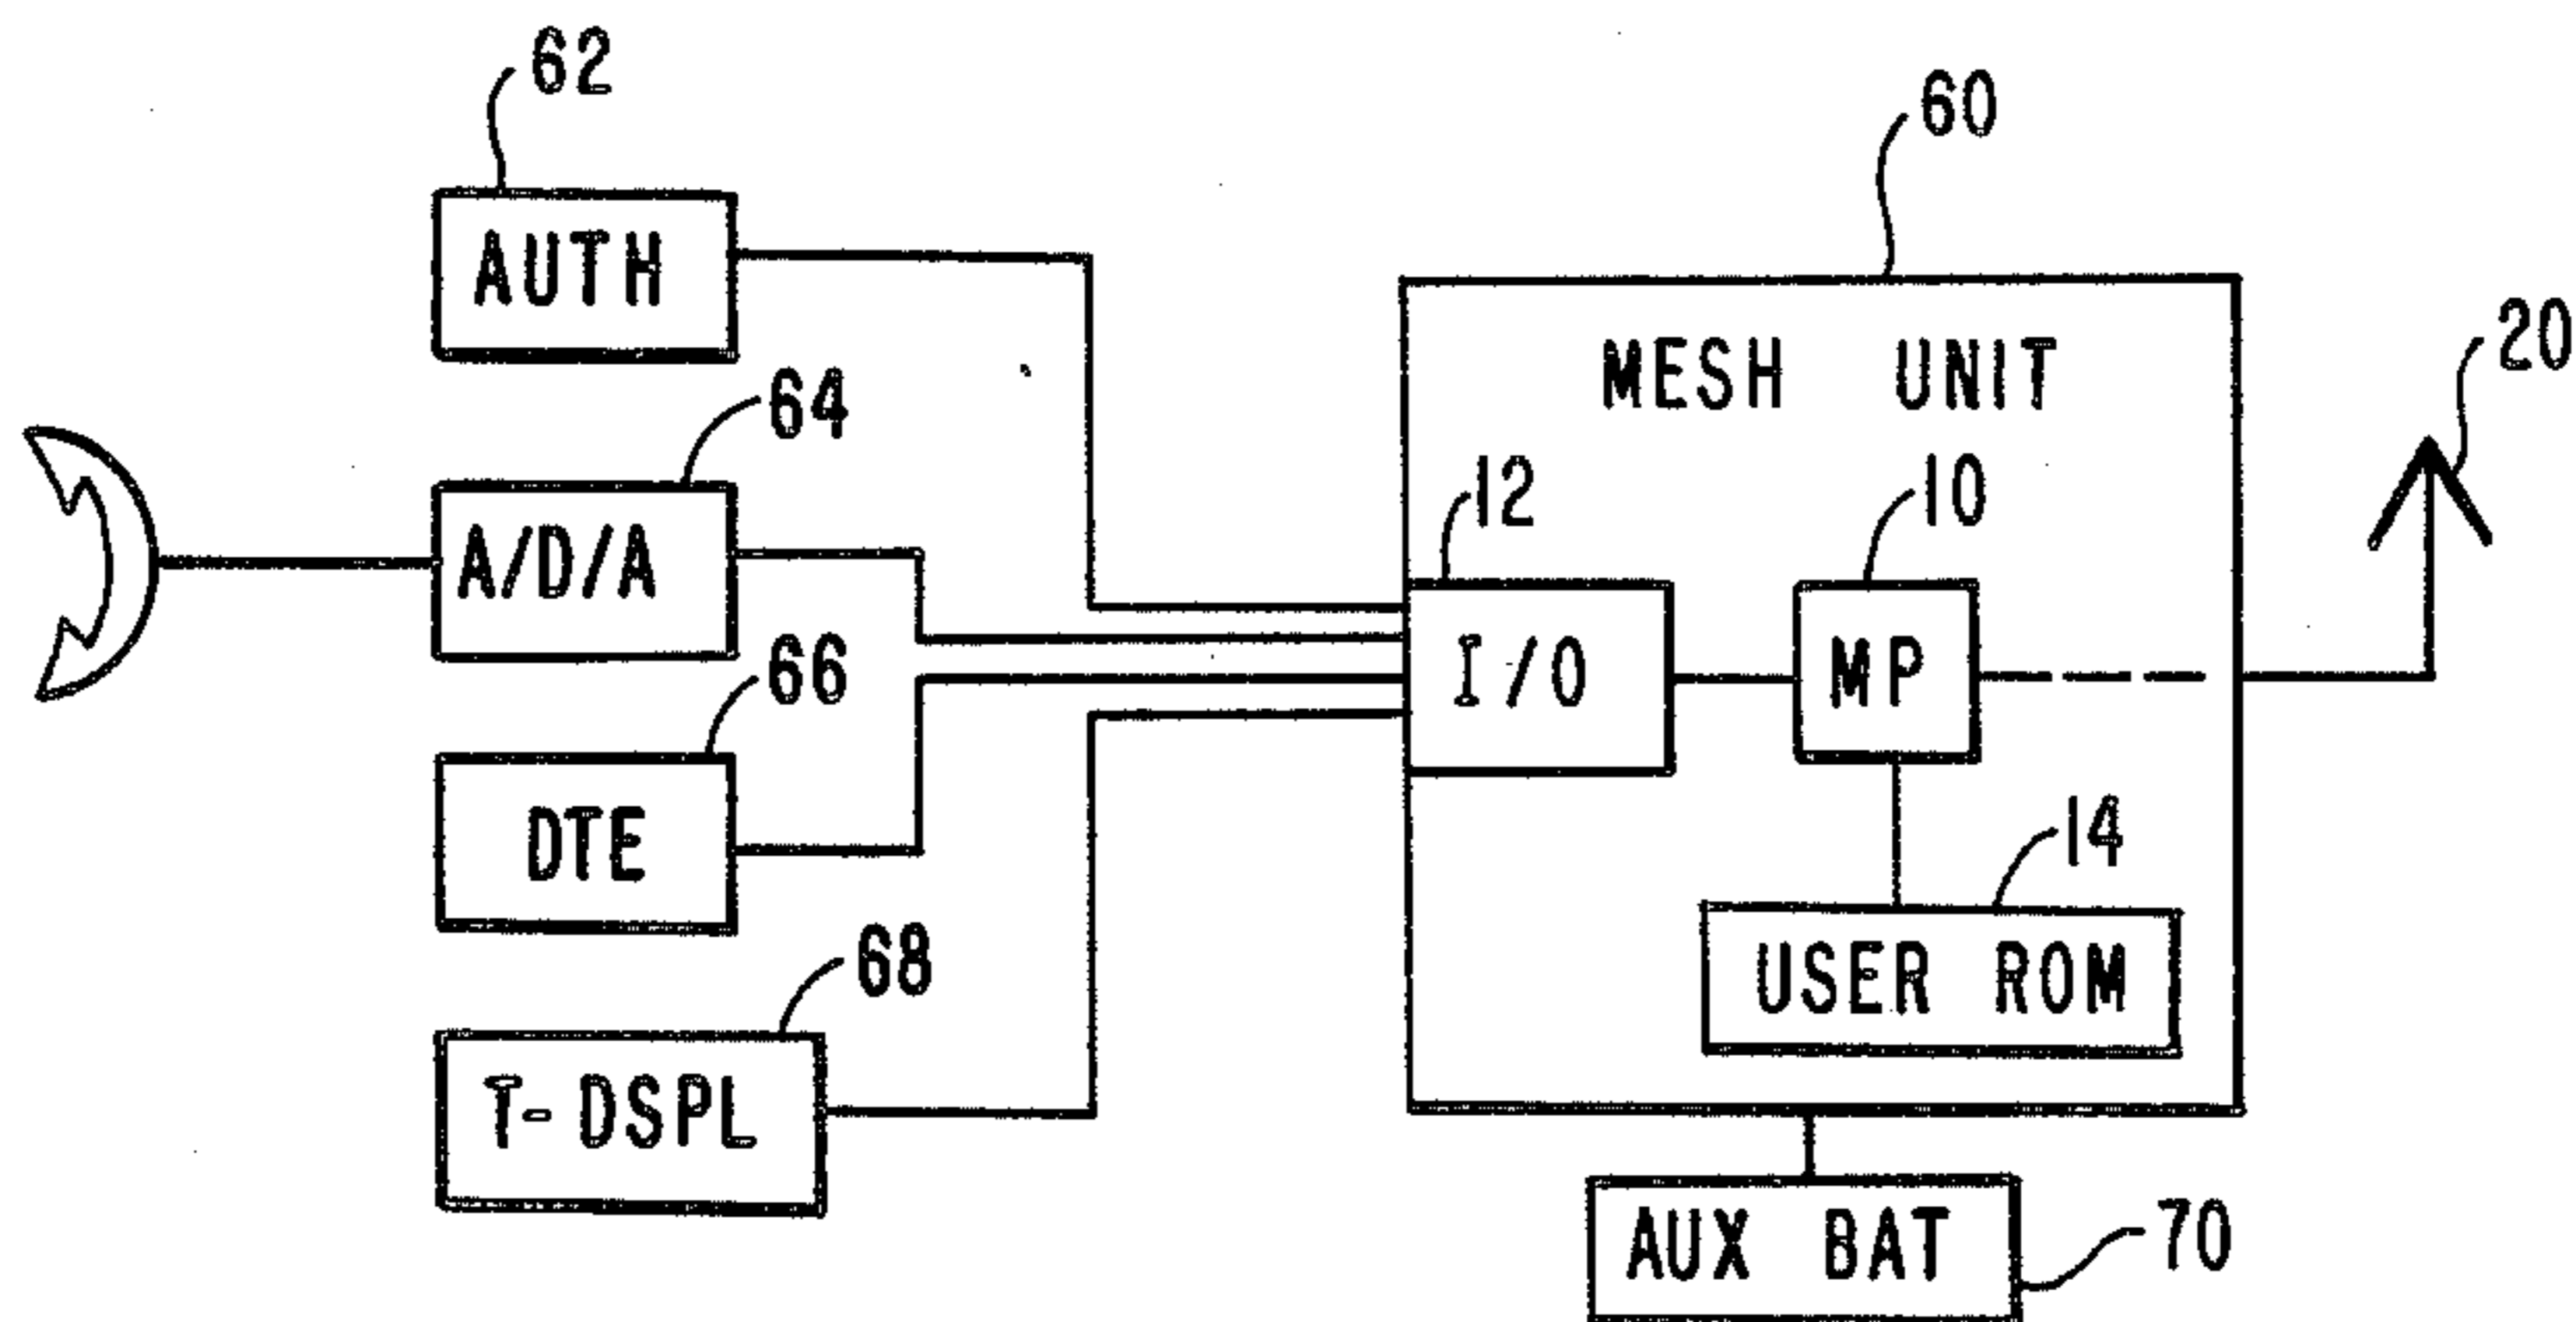 62
AUTH
60
MESH UNIT
20
64
A/D/A
12
I/O
10
MP
66
DTE
14
USER ROM
68
T-DSPL
AUX BAT
70